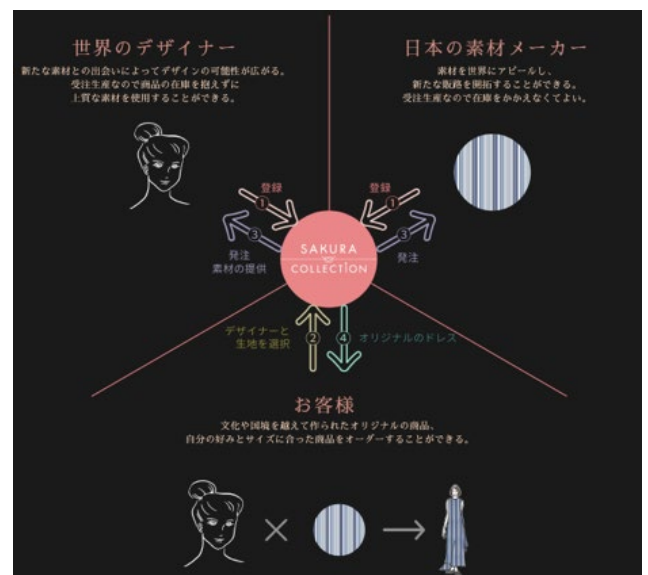 世界のデザイナー
新たな素材との出会いによってデザインの可能性が広がる。
受注生産なので商品の在庫を抱えずに
上質な素材を使用することができる。
日本の素材メーカー
素材を世界にアピールし、
新たな販路を開拓することができる。
受注生産なので在庫をかかえなくてよい。
登録
①
登録
①
③
発注
素材の提供
③
発注
SAKURA
COLLECTION
デザイナーと
生地を選択
②
④
オリジナルのドレス
お客様
文化や国境を越えて作られたオリジナルの商品、
自分の好みとサイズに合った商品をオーダーすることができる。